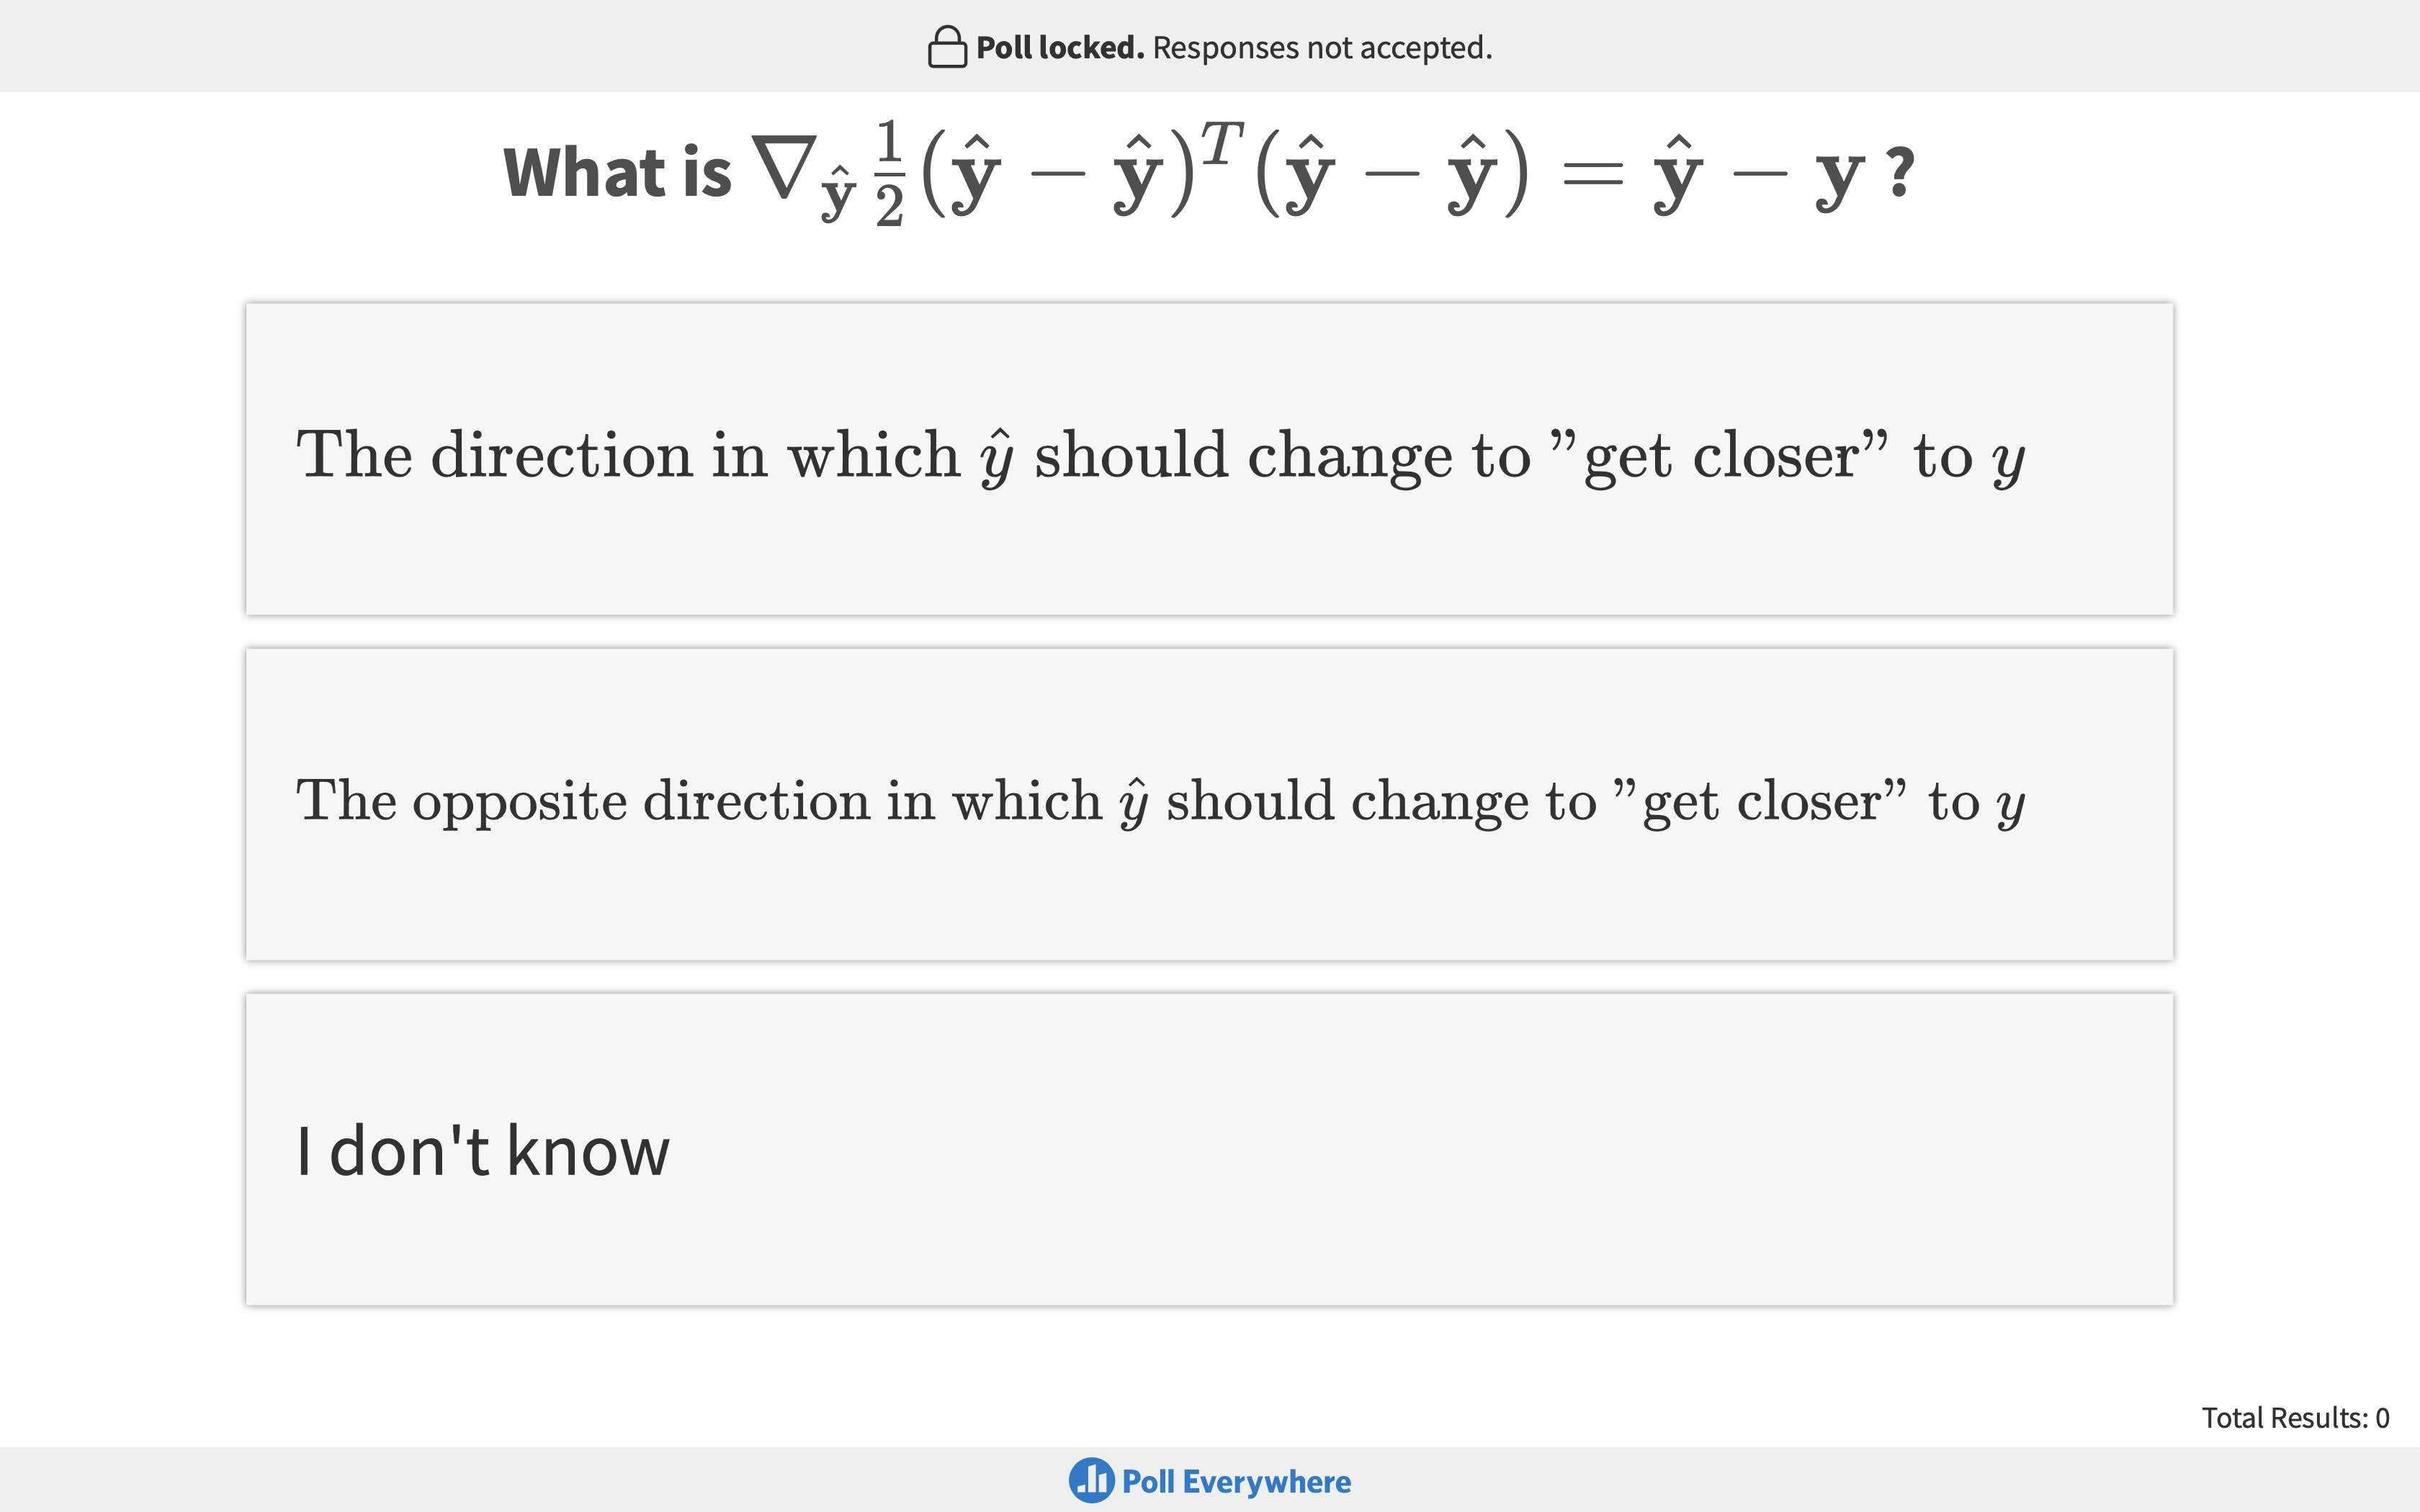 Poll locked. Responses not accepted.
What is $\nabla_{\hat{\mathbf{y}}} \frac{1}{2} (\hat{\mathbf{y}} - \hat{\mathbf{y}})^T (\hat{\mathbf{y}} - \hat{\mathbf{y}}) = \hat{\mathbf{y}} - \mathbf{y}$ ?
The direction in which $\hat{y}$ should change to ”get closer” to $y$
The opposite direction in which $\hat{y}$ should change to ”get closer” to $y$
I don't know
Total Results: 0
Poll Everywhere